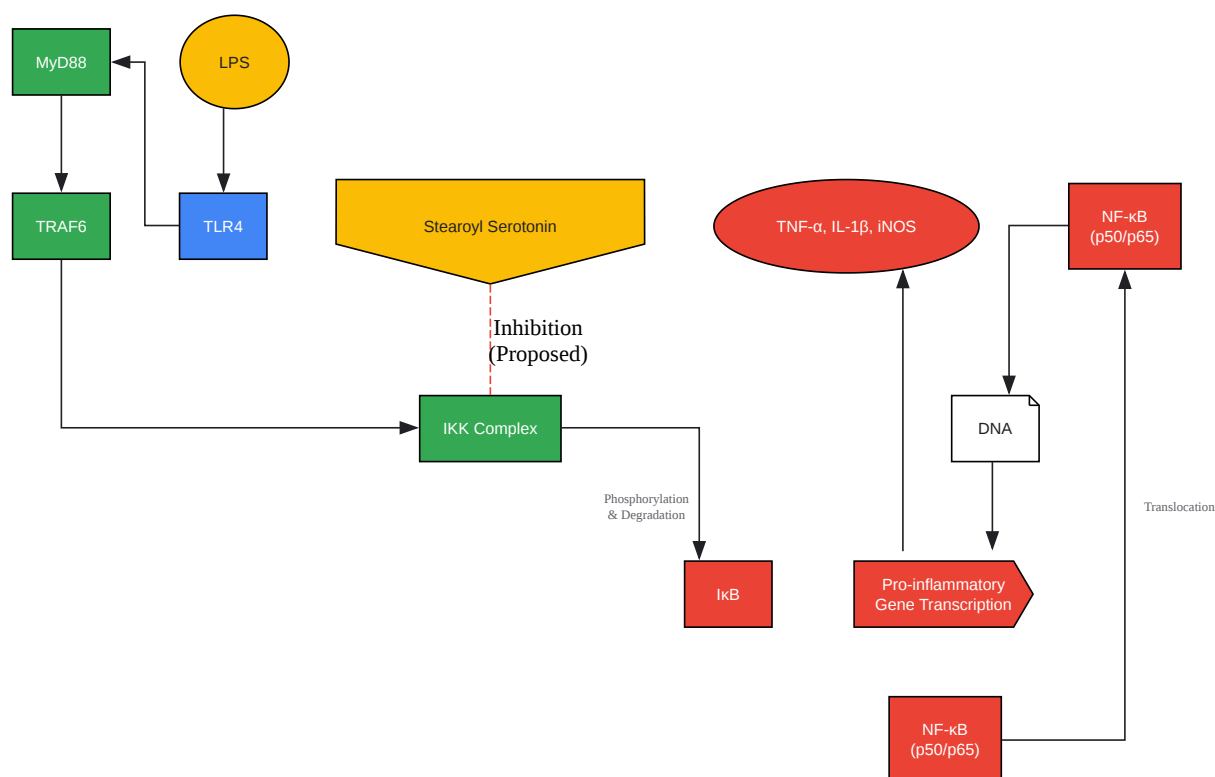 MyD88
LPS
TRAF6
TLR4
Stearoyl Serotonin
TNF-α, IL-1β, iNOS
NF-κB
(p50/p65)
Inhibition
(Proposed)
IKK Complex
DNA
Phosphorylation
& Degradation
Translocation
IκB
Pro-inflammatory
Gene Transcription
NF-κB
(p50/p65)